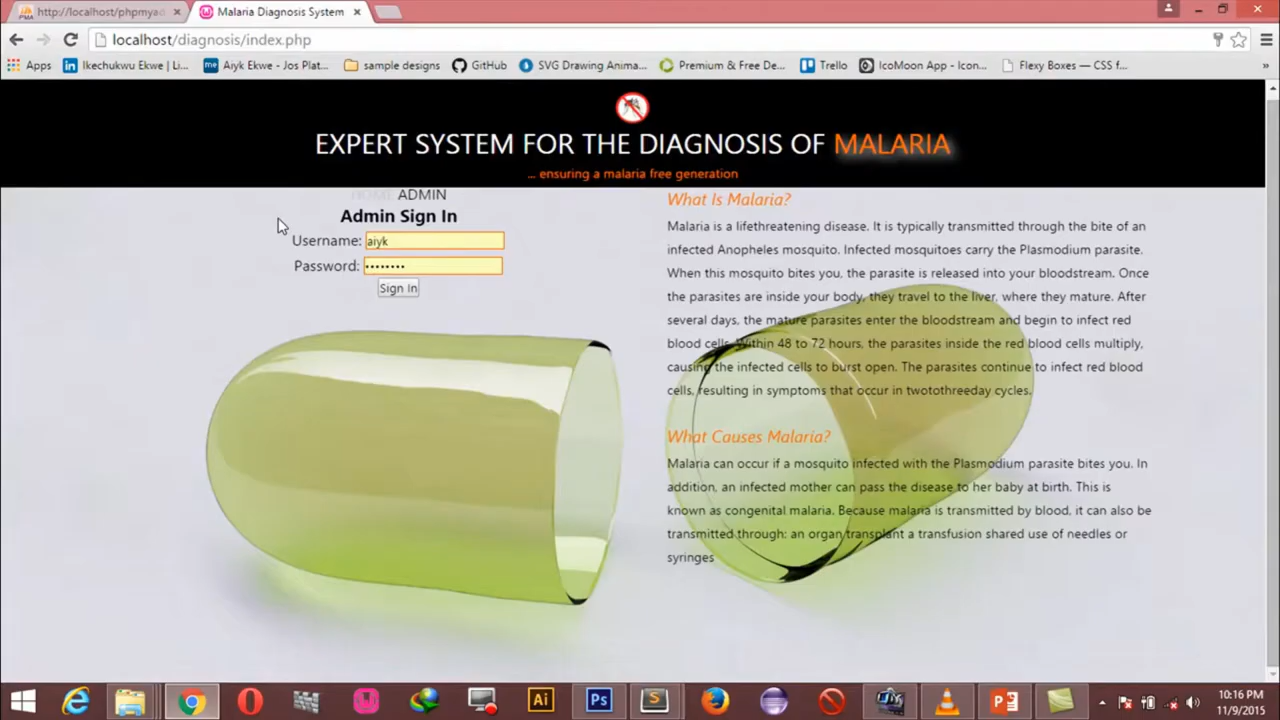 http://localhost/phpmyad
Malaria Diagnosis System
localhost/diagnosis/index.php
Apps
Ikechukwu Ekwe | Li...
Aiyk Ekwe - Jos Plat...
sample designs
GitHub
SVG Drawing Anima...
Premium & Free De...
Trello
IcoMoon App - Icon...
Flexy Boxes — CSS f...
EXPERT SYSTEM FOR THE DIAGNOSIS OF MALARIA
... ensuring a malaria free generation
HOME ADMIN
Admin Sign In
Username: aiyk
Password: ••••••••
Sign In
What Is Malaria?
Malaria is a lifethreatening disease. It is typically transmitted through the bite of an
infected Anopheles mosquito. Infected mosquitoes carry the Plasmodium parasite.
When this mosquito bites you, the parasite is released into your bloodstream. Once
the parasites are inside your body, they travel to the liver, where they mature. After
several days, the mature parasites enter the bloodstream and begin to infect red
blood cells. Within 48 to 72 hours, the parasites inside the red blood cells multiply,
causing the infected cells to burst open. The parasites continue to infect red blood
cells, resulting in symptoms that occur in twotothreeday cycles.
What Causes Malaria?
Malaria can occur if a mosquito infected with the Plasmodium parasite bites you. In
addition, an infected mother can pass the disease to her baby at birth. This is
known as congenital malaria. Because malaria is transmitted by blood, it can also be
transmitted through: an organ transplant a transfusion shared use of needles or
syringes
10:16 PM
11/9/2015